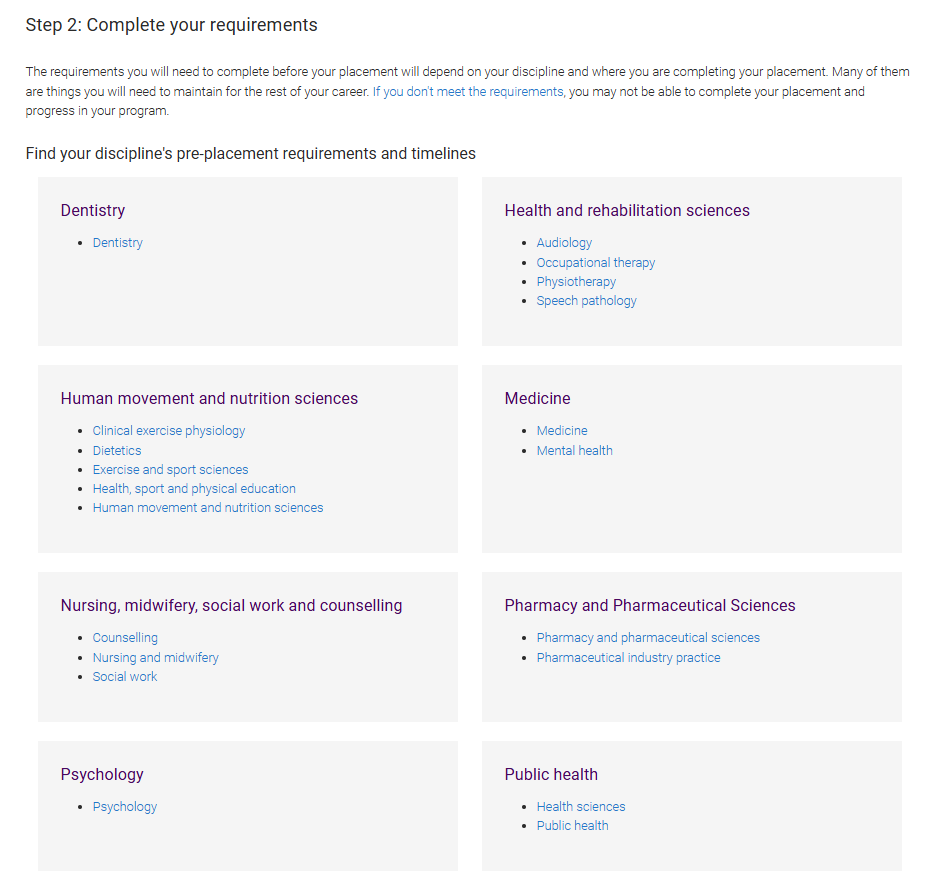 Step 2: Complete your requirements
The requirements you will need to complete before your placement will depend on your discipline and where you are completing your placement. Many of them
are things you will need to maintain for the rest of your career. If you don't meet the requirements, you may not be able to complete your placement and
progress in your program.
Find your discipline's pre-placement requirements and timelines
Dentistry
Dentistry
Health and rehabilitation sciences
Audiology
Occupational therapy
Physiotherapy
Speech pathology
Human movement and nutrition sciences
Clinical exercise physiology
Dietetics
Exercise and sport sciences
Health, sport and physical education
Human movement and nutrition sciences
Medicine
Medicine
Mental health
Nursing, midwifery, social work and counselling
Counselling
Nursing and midwifery
Social work
Pharmacy and Pharmaceutical Sciences
Pharmacy and pharmaceutical sciences
Pharmaceutical industry practice
Psychology
Psychology
Public health
Health sciences
Public health